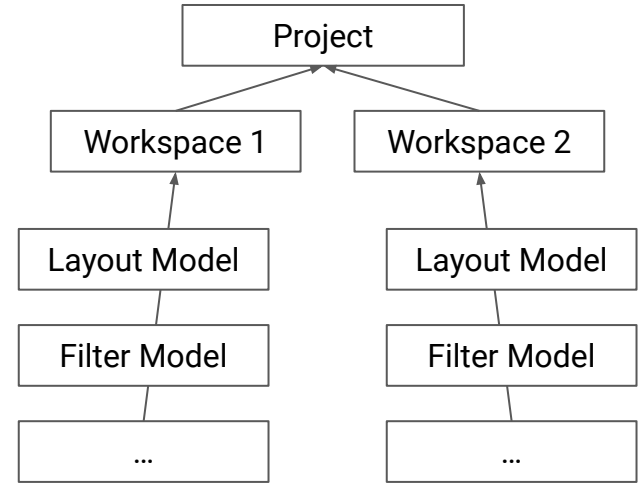 Project
Workspace 1
Workspace 2
Layout Model
Layout Model
Filter Model
Filter Model
...
...